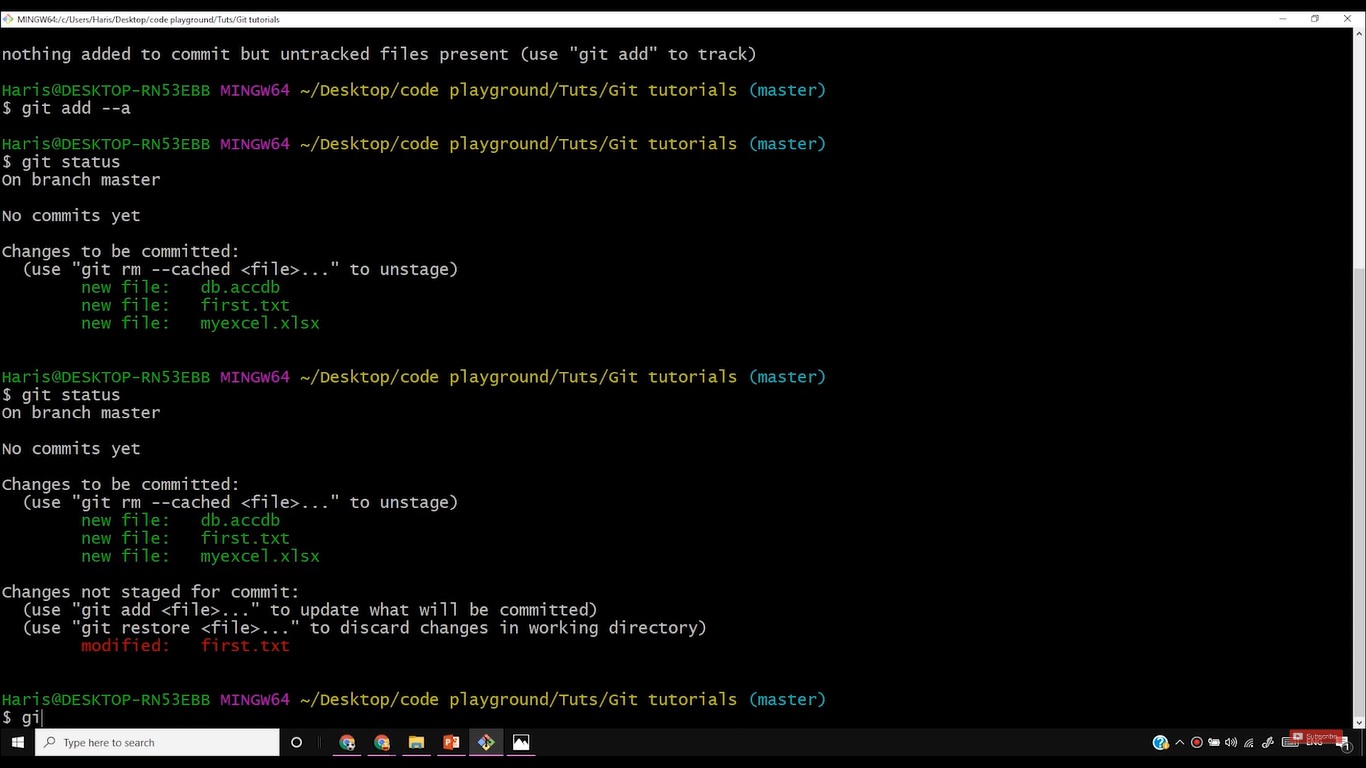 MINGW64:/c/Users/Haris/Desktop/code playground/Tuts/Git tutorials
nothing added to commit but untracked files present (use "git add" to track)
Haris@DESKTOP-RN53EBB MINGW64 ~/Desktop/code playground/Tuts/Git tutorials (master)
$ git add --a
Haris@DESKTOP-RN53EBB MINGW64 ~/Desktop/code playground/Tuts/Git tutorials (master)
$ git status
On branch master
No commits yet
Changes to be committed:
(use "git rm --cached <file>..." to unstage)
new file: db.accdb
new file: first.txt
new file: myexcel.xlsx
Haris@DESKTOP-RN53EBB MINGW64 ~/Desktop/code playground/Tuts/Git tutorials (master)
$ git status
On branch master
No commits yet
Changes to be committed:
(use "git rm --cached <file>..." to unstage)
new file: db.accdb
new file: first.txt
new file: myexcel.xlsx
Changes not staged for commit:
(use "git add <file>..." to update what will be committed)
(use "git restore <file>..." to discard changes in working directory)
modified: first.txt
Haris@DESKTOP-RN53EBB MINGW64 ~/Desktop/code playground/Tuts/Git tutorials (master)
$ gi
Type here to search
Subscribe
ENG
1